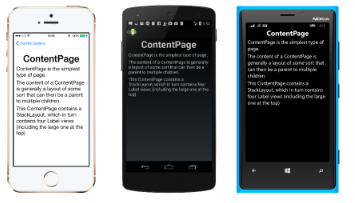 Forms Gallery
ContentPage
ContentPage is the simplest
type of page.
The content of a ContentPage is
generally a layout of some sort
that can then be a parent to
multiple children.
This ContentPage contains a
StackLayout, which in turn
contains four Label views
(including the large one at the
top)
ContentPage
ContentPage is the simplest type of page.
The content of a ContentPage is generally a
layout of some sort that can then be a parent
to multiple children.
This ContentPage contains a
StackLayout, which in turn contains four
Label views (including the large one at the
top)
NOKIA
ContentPage
ContentPage is the simplest type of
page.
The content of a ContentPage is
generally a layout of some sort that
can then be a parent to multiple
children.
This ContentPage contains a
StackLayout, which in turn contains
four Label views (including the large
one at the top)